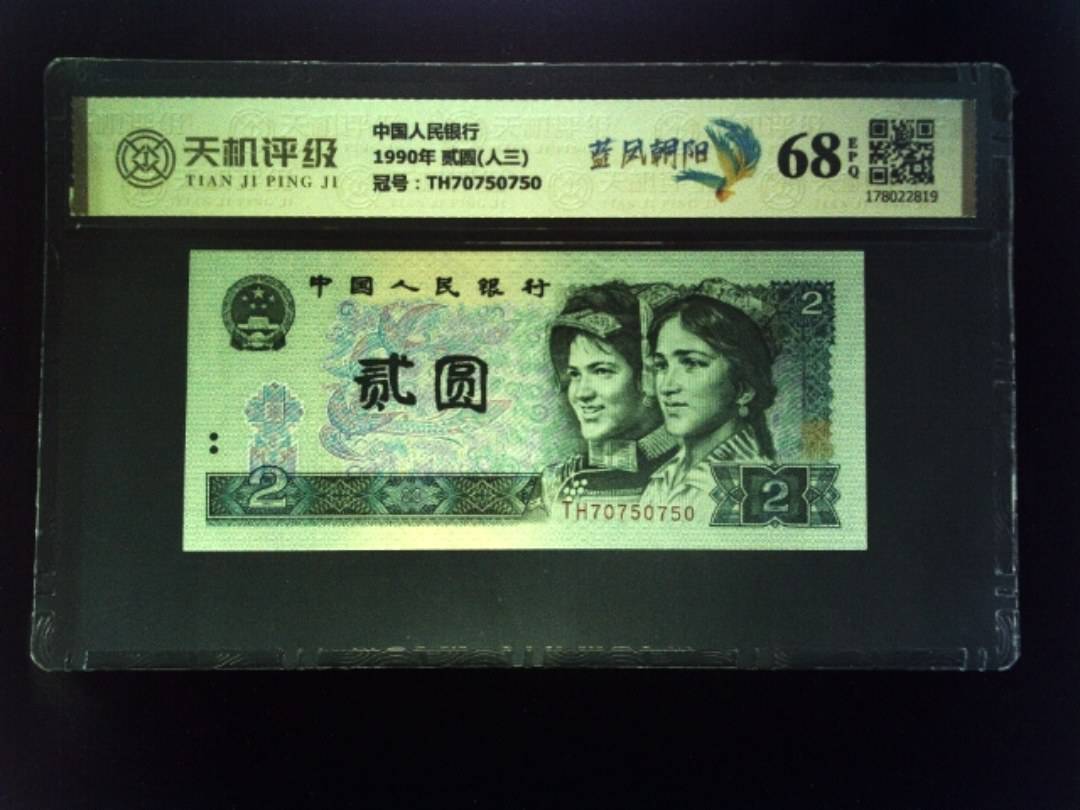 天机评级
TIAN JI PING JI
中国人民银行
1990年 贰圆(人三)
冠号：TH70750750
蓝凤朝阳
68
EPQ
178022819
中国人民银行
2
贰圆
2
2
TH70750750